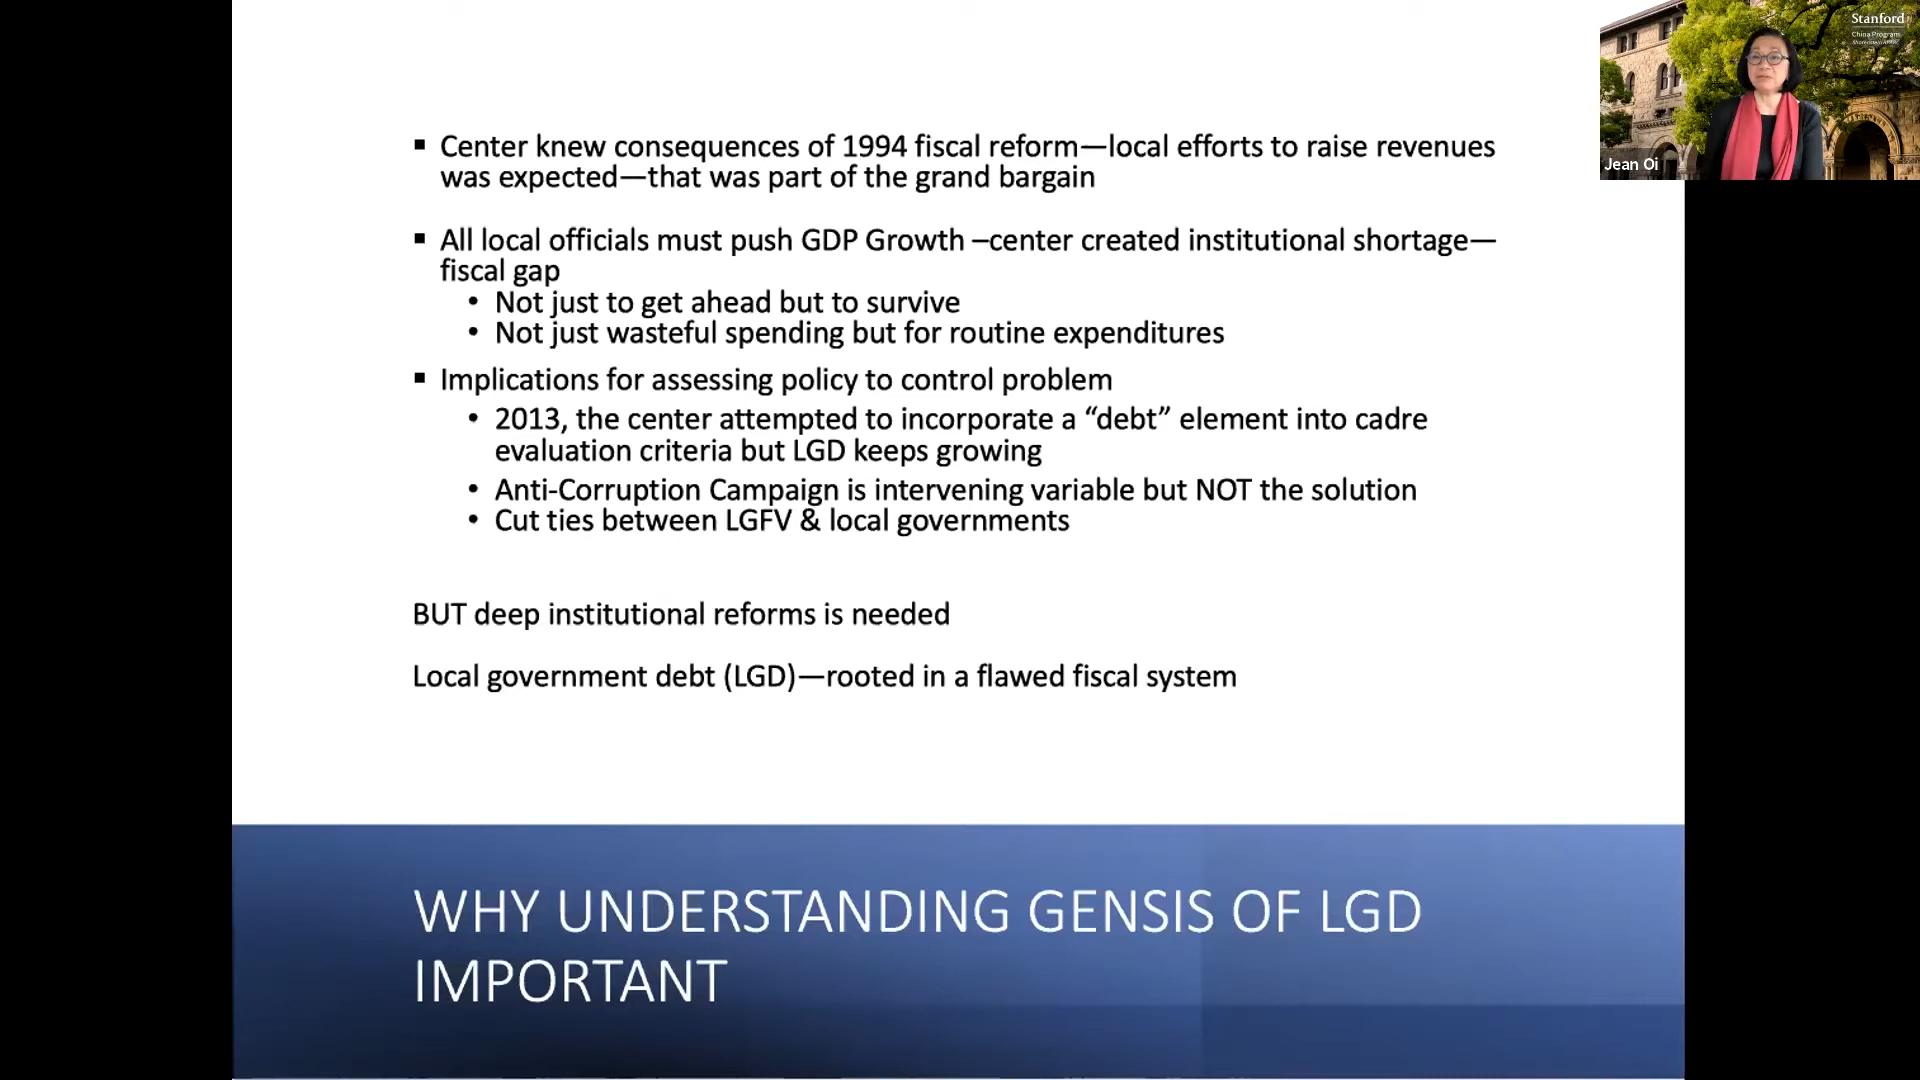 ▪ Center knew consequences of 1994 fiscal reform—local efforts to raise revenues
was expected—that was part of the grand bargain
▪ All local officials must push GDP Growth –center created institutional shortage—
fiscal gap
• Not just to get ahead but to survive
• Not just wasteful spending but for routine expenditures
▪ Implications for assessing policy to control problem
• 2013, the center attempted to incorporate a “debt” element into cadre
evaluation criteria but LGD keeps growing
• Anti-Corruption Campaign is intervening variable but NOT the solution
• Cut ties between LGFV & local governments
BUT deep institutional reforms is needed
Local government debt (LGD)—rooted in a flawed fiscal system
WHY UNDERSTANDING GENSIS OF LGD
IMPORTANT
Stanford
China Program
Jean Oi